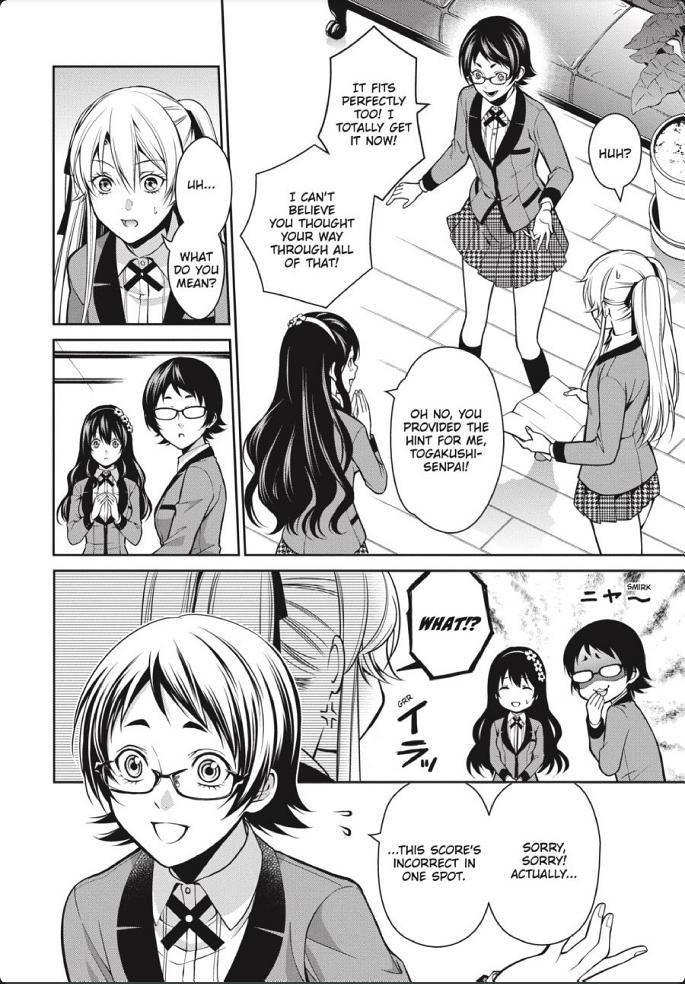 HUH?
IT FITS
PERFECTLY
TOO! I
TOTALLY GET
IT NOW!
I CAN'T
BELIEVE
YOU THOUGHT
YOUR WAY
THROUGH ALL
OF THAT!
OH NO, YOU
PROVIDED
THE HINT
FOR ME,
TOGAKUSHI-
SENPAI!
UH...
WHAT
DO YOU
MEAN?
SMIRK
ニヤ〜
WHAT!?
GRR
イラッ
SORRY,
SORRY!
ACTUALLY...
...THIS SCORE'S
INCORRECT IN
ONE SPOT.